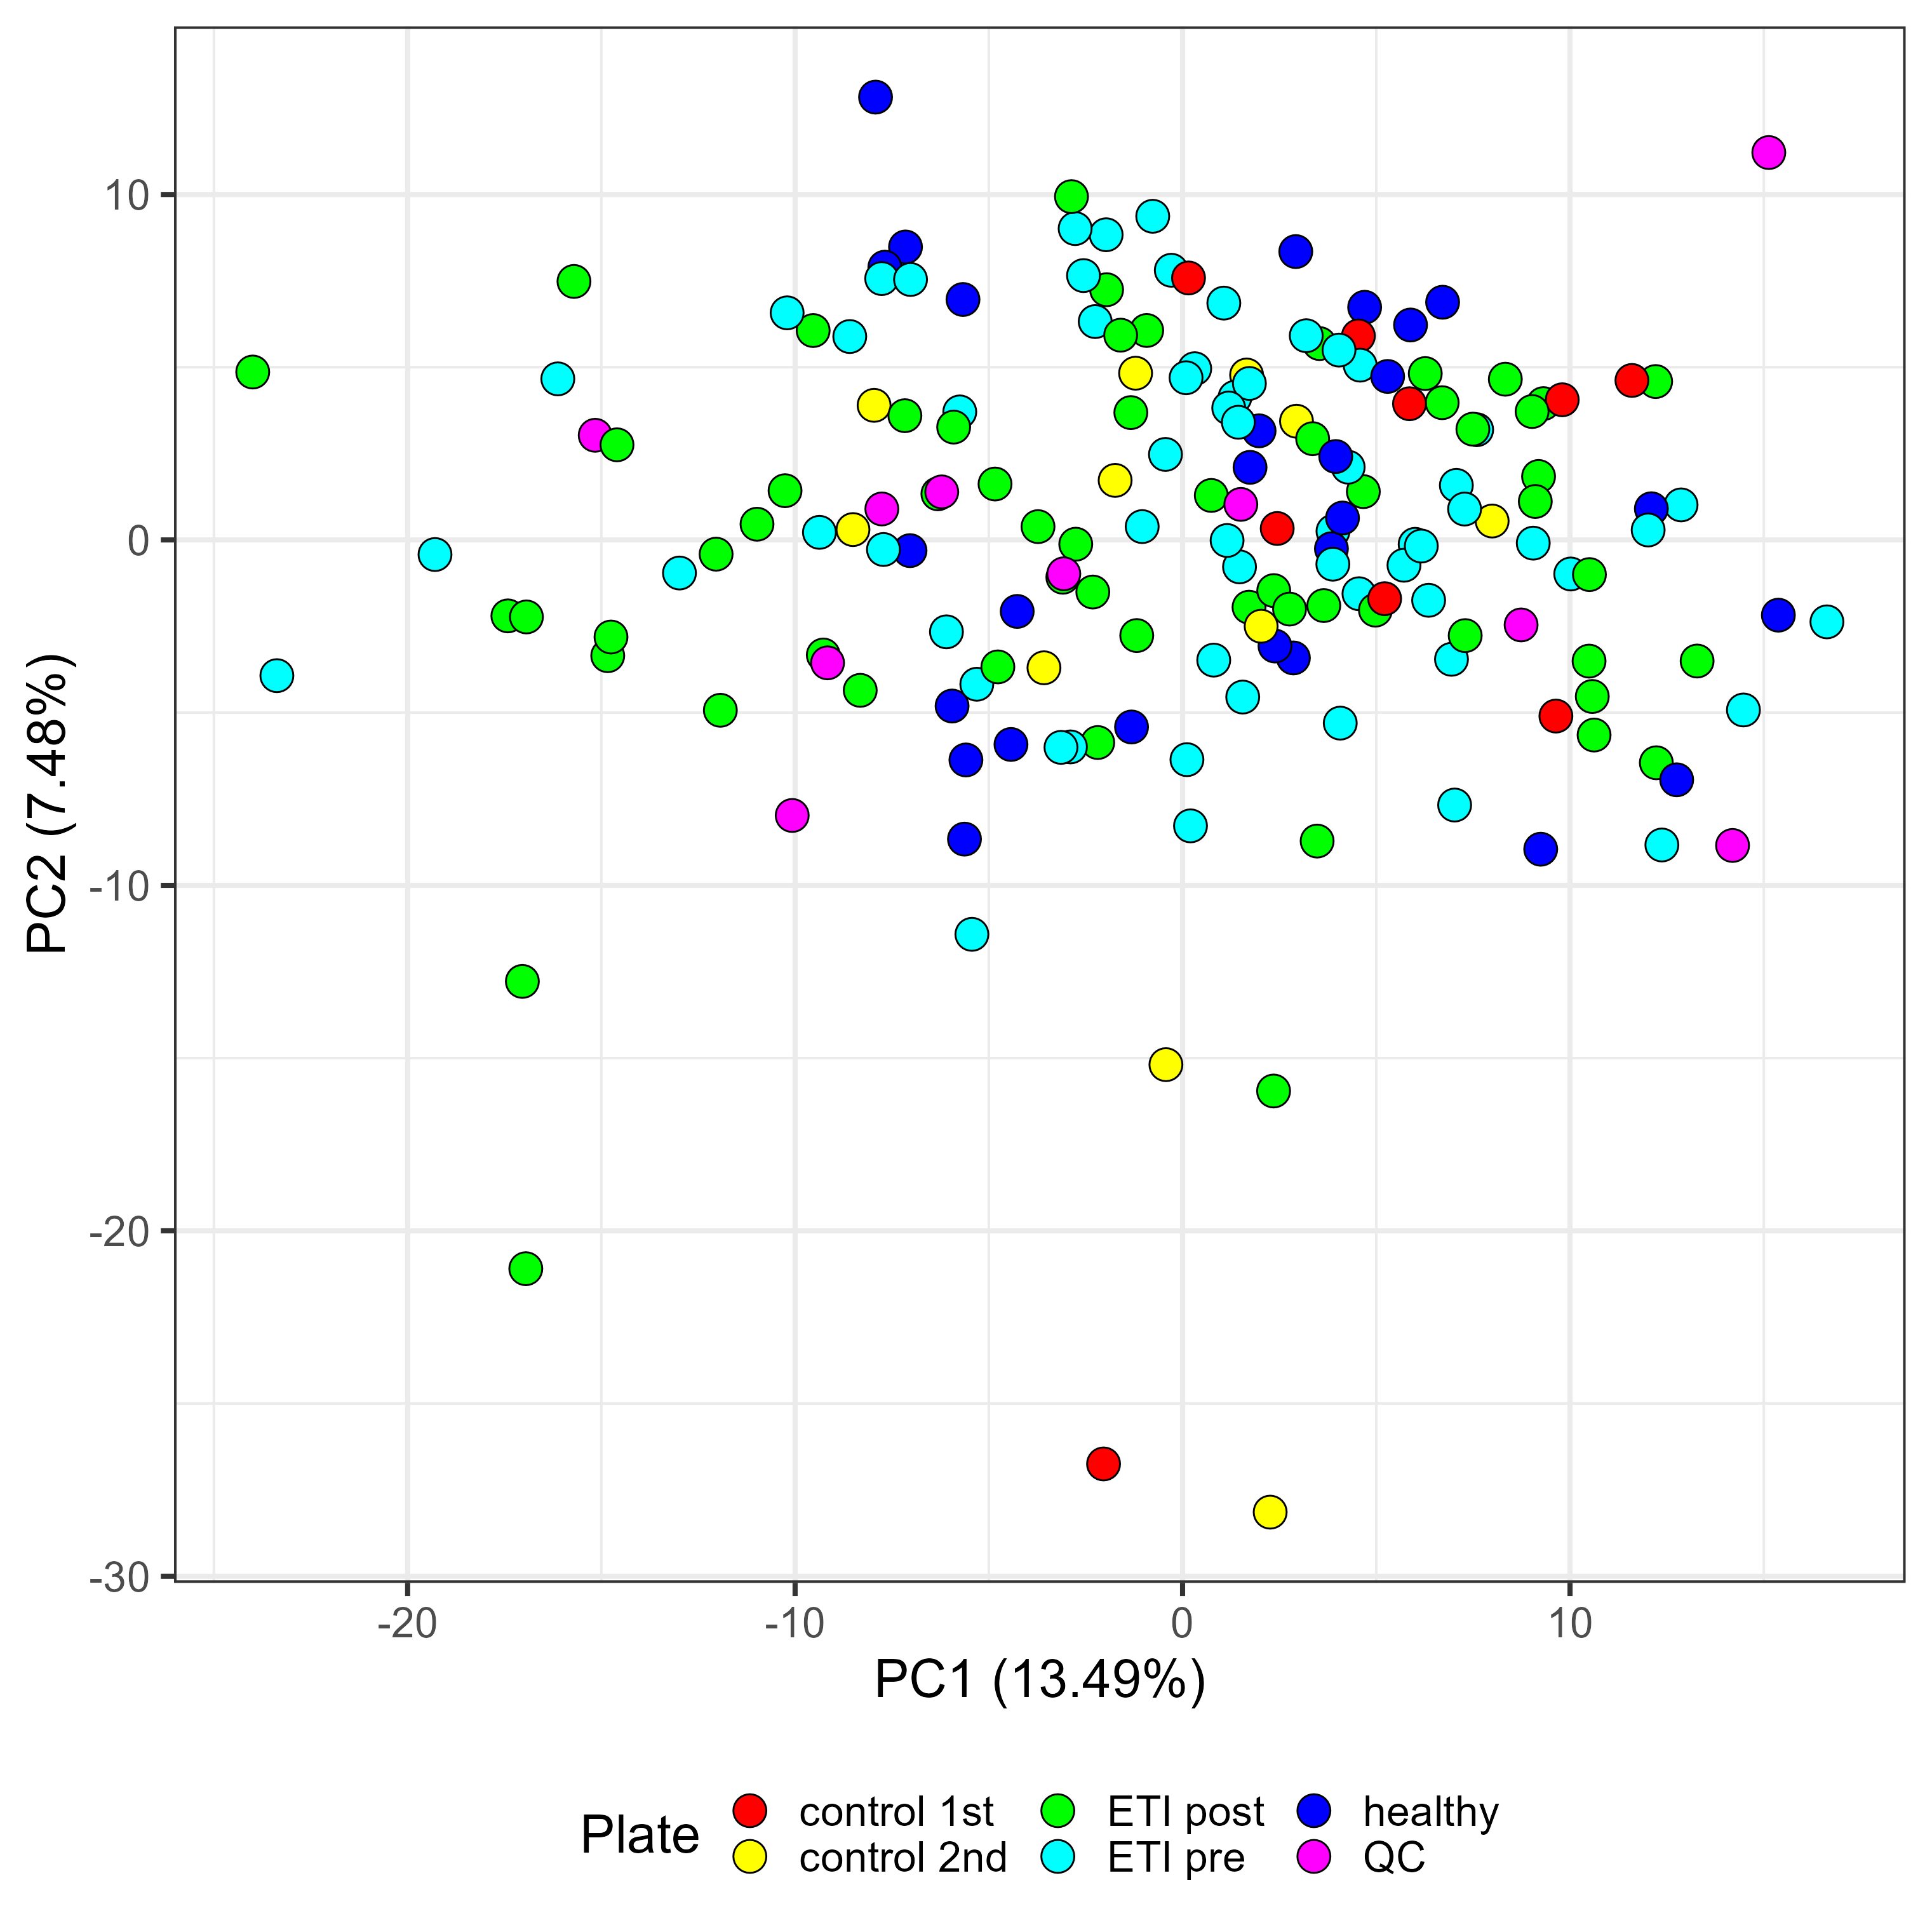 10
0
-10
-20
-30
PC2 (7.48%)
-20 -10 0 10
PC1 (13.49%)
Plate
control 1st ETI post healthy
control 2nd ETI pre QC